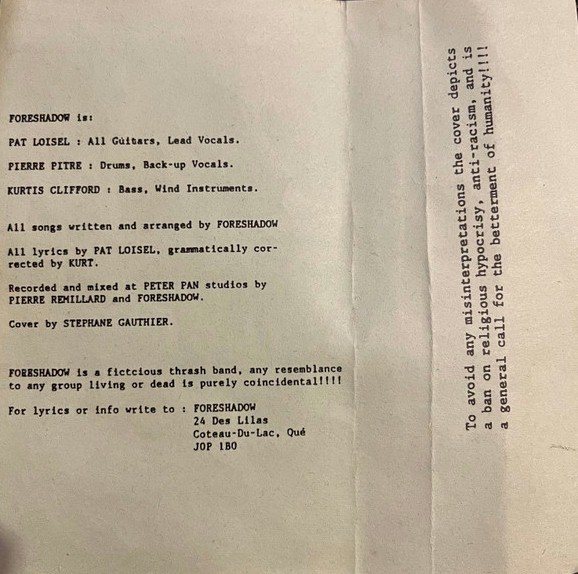 FORESHADOW is:
PAT LOISEL : All Guitars, Lead Vocals.
PIERRE PITRE : Drums, Back-up Vocals.
KURTIS CLIFFORD : Bass, Wind Instruments.
All songs written and arranged by FORESHADOW
All lyrics by PAT LOISEL, grammatically cor-
rected by KURT.
Recorded and mixed at PETER PAN studios by
PIERRE REMILLARD and FORESHADOW.
Cover by STEPHANE GAUTHIER.
FORESHADOW is a fictcious thrash band, any resemblance
to any group living or dead is purely coincidental!!!!
For lyrics or info write to : FORESHADOW
24 Des Lilas
Coteau-Du-Lac, Qué
JOP 1BO
To avoid any misinterpretations the cover depicts
a ban on religious hypocrisy, anti-racism, and is
a general call for the betterment of humanity!!!!